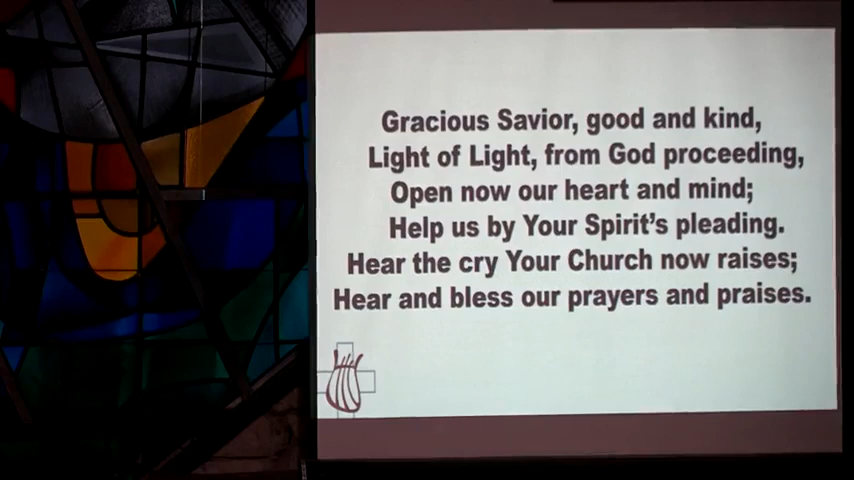 Gracious Savior, good and kind,
Light of Light, from God proceeding,
Open now our heart and mind;
Help us by Your Spirit's pleading.
Hear the cry Your Church now raises;
Hear and bless our prayers and praises.